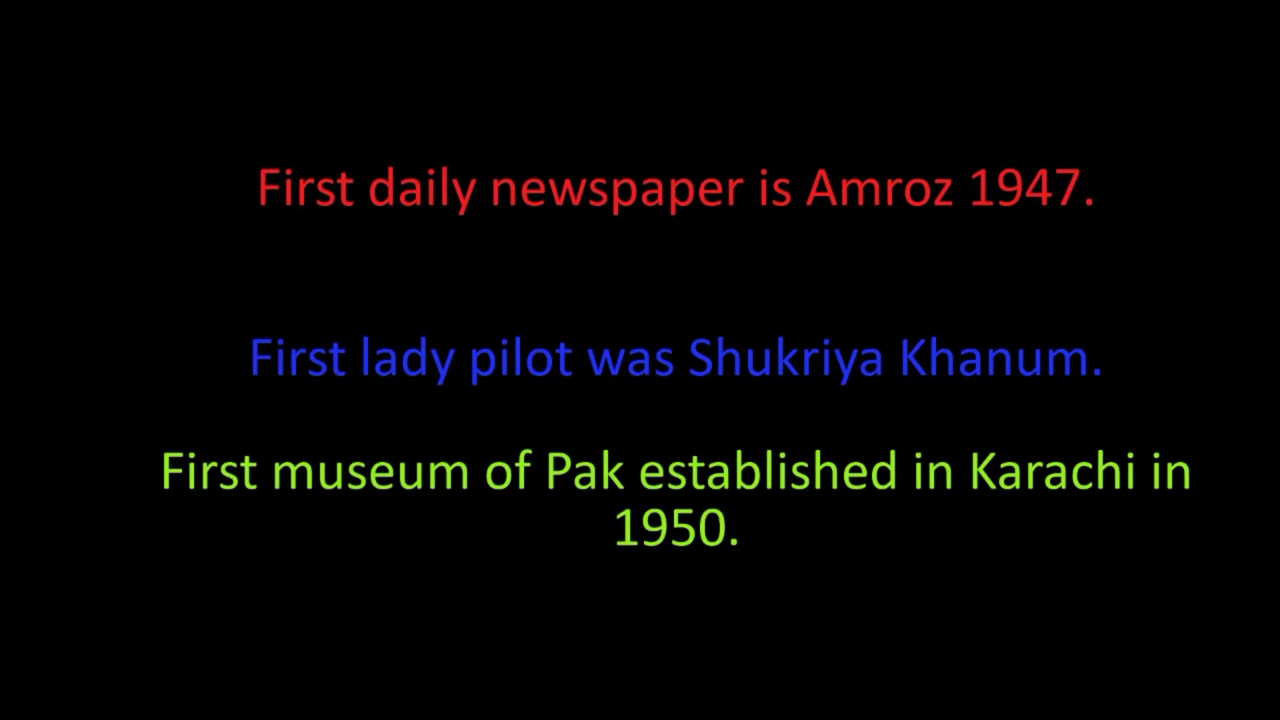 First daily newspaper is Amroz 1947.
First lady pilot was Shukriya Khanum.
First museum of Pak established in Karachi in
1950.